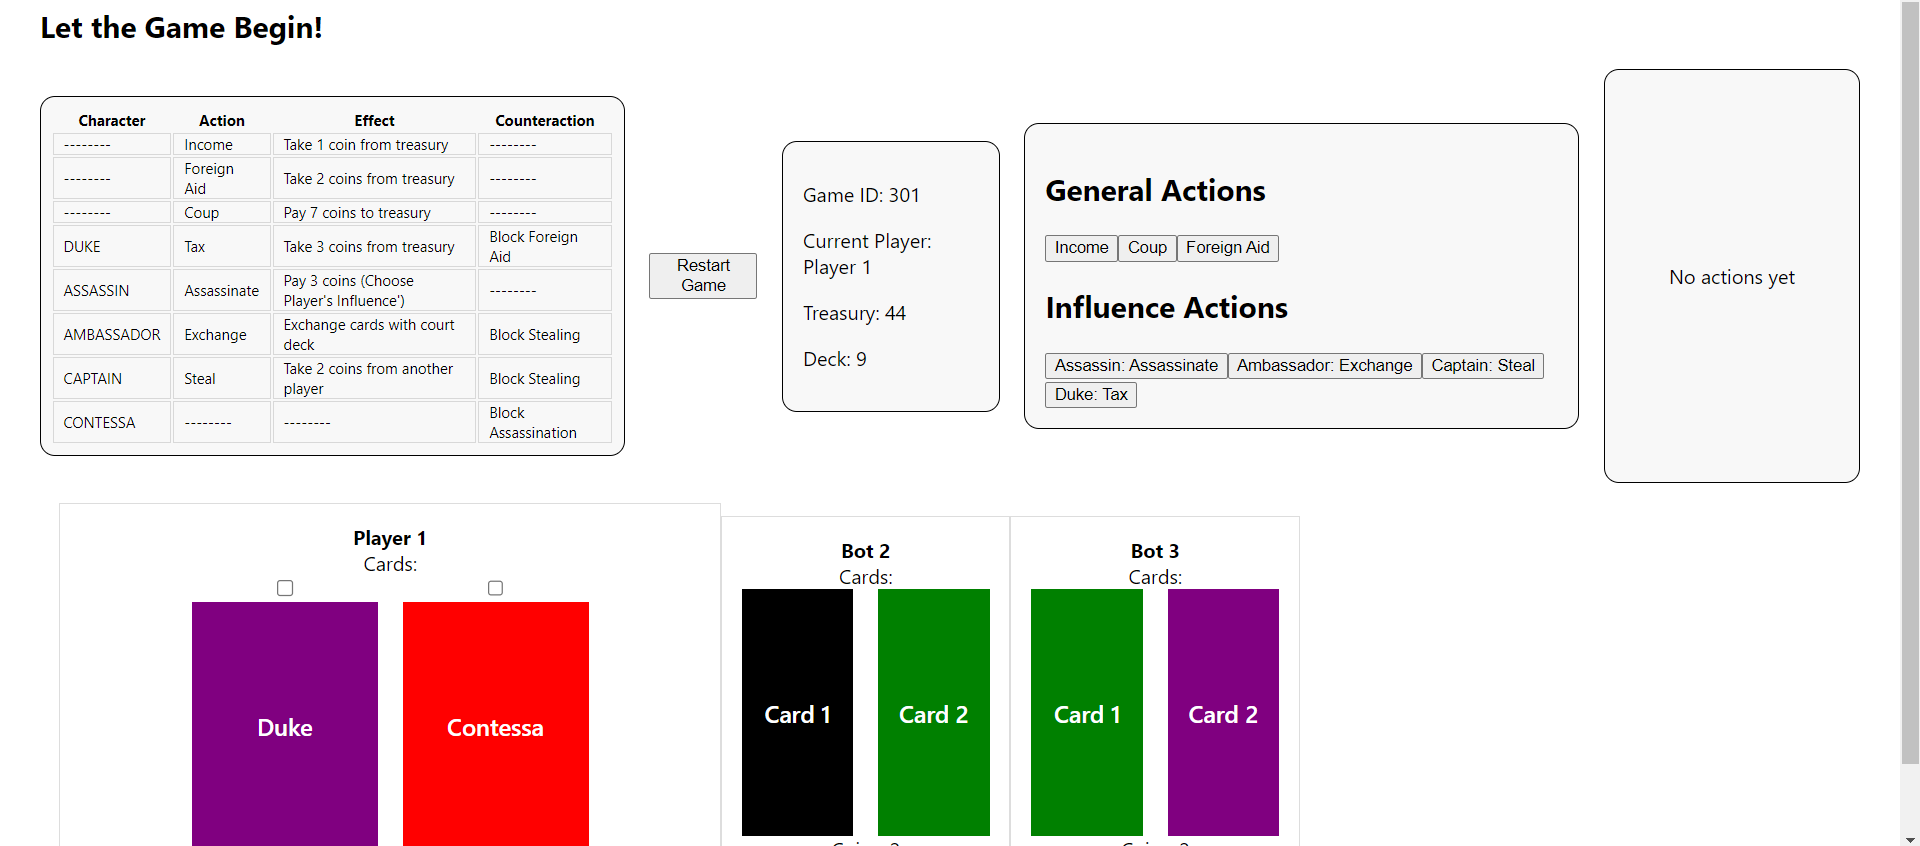 Let the Game Begin!
Character Action Effect Counteraction
-------- Income Take 1 coin from treasury --------
-------- Foreign Aid Take 2 coins from treasury --------
-------- Coup Pay 7 coins to treasury --------
DUKE Tax Take 3 coins from treasury Block Foreign Aid
ASSASSIN Assassinate Pay 3 coins (Choose Player's Influence') --------
AMBASSADOR Exchange Exchange cards with court deck Block Stealing
CAPTAIN Steal Take 2 coins from another player Block Stealing
CONTESSA -------- -------- Block Assassination
Restart
Game
Game ID: 301
Current Player:
Player 1
Treasury: 44
Deck: 9
General Actions
Income Coup Foreign Aid
Influence Actions
Assassin: Assassinate Ambassador: Exchange Captain: Steal
Duke: Tax
No actions yet
Player 1
Cards:
Duke Contessa
Bot 2
Cards:
Card 1 Card 2
Bot 3
Cards:
Card 1 Card 2